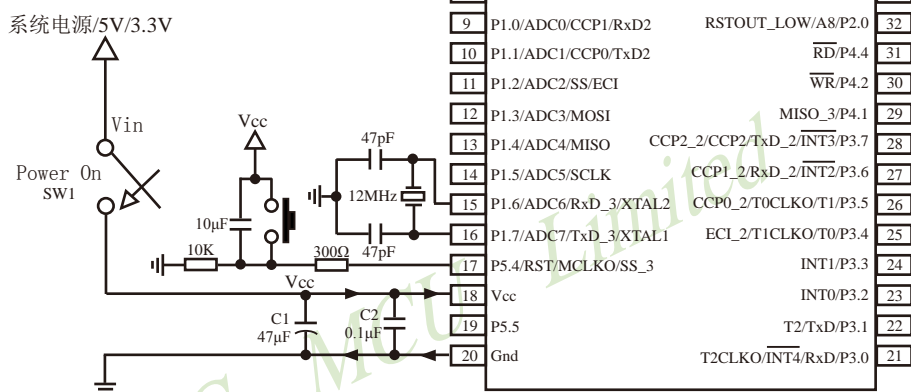 系统电源/5V/3.3V
Vin
Power On
SW1
Vcc
10μF
10K
300Ω
47pF
12MHz
47pF
Vcc
C1
47μF
C2
0.1μF
9 P1.0/ADC0/CCP1/RxD2
10 P1.1/ADC1/CCP0/TxD2
11 P1.2/ADC2/SS/ECI
12 P1.3/ADC3/MOSI
13 P1.4/ADC4/MISO
14 P1.5/ADC5/SCLK
15 P1.6/ADC6/RxD_3/XTAL2
16 P1.7/ADC7/TxD_3/XTAL1
17 P5.4/RST/MCLKO/SS_3
18 Vcc
19 P5.5
20 Gnd
RSTOUT_LOW/A8/P2.0 32
RD/P4.4 31
WR/P4.2 30
MISO_3/P4.1 29
CCP2_2/CCP2/TxD_2/INT3/P3.7 28
CCP1_2/RxD_2/INT2/P3.6 27
CCP0_2/T0CLKO/T1/P3.5 26
ECI_2/T1CLKO/T0/P3.4 25
INT1/P3.3 24
INT0/P3.2 23
T2/TxD/P3.1 22
T2CLKO/INT4/RxD/P3.0 21
MCU Limited